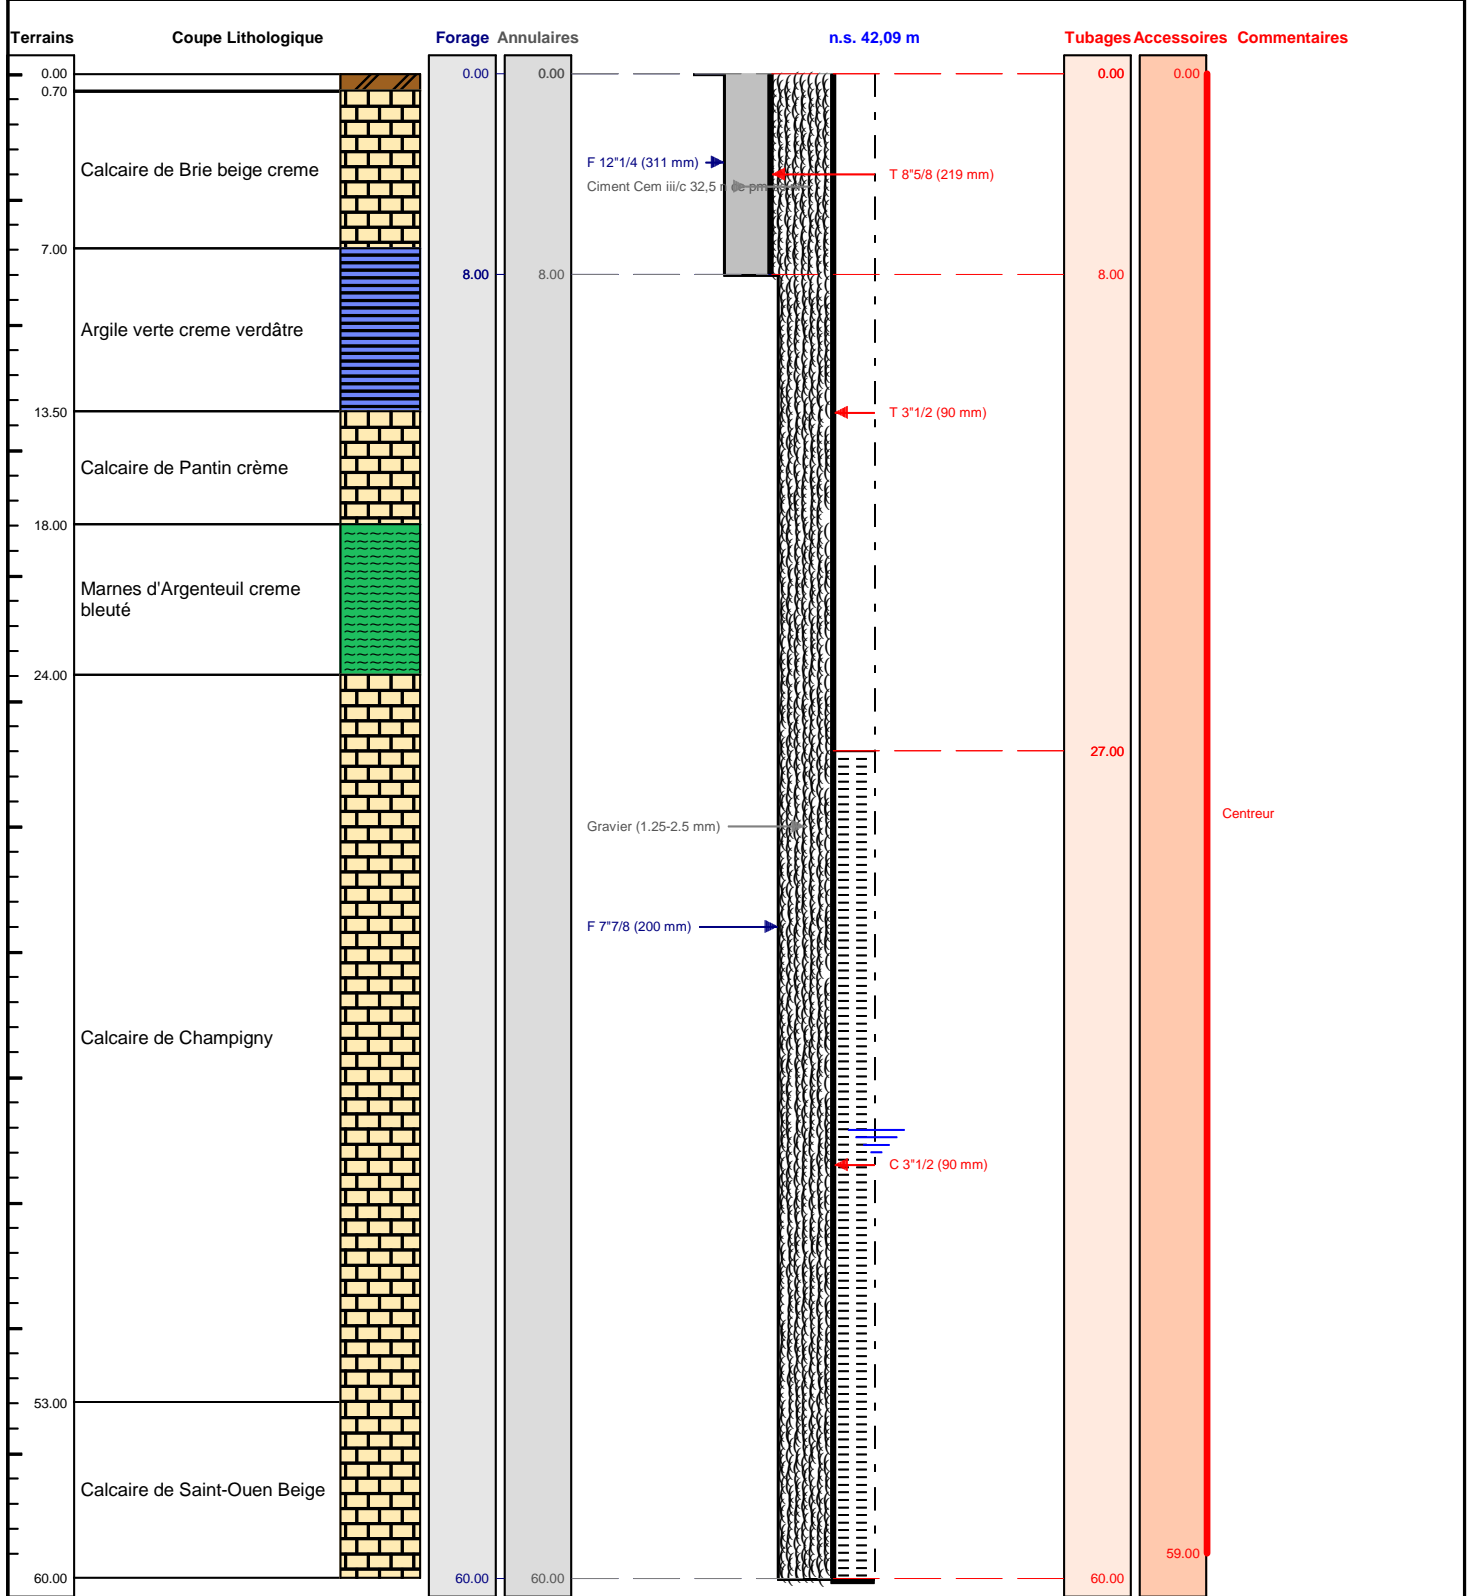 Terrains Coupe Lithologique Forage Annulaires n.s. 42,09 m Tubages Accessoires Commentaires
0.00 0.00 0.00 0.00 0.00
0.70
Calcaire de Brie beige creme F 12"1/4 (311 mm) T 8"5/8 (219 mm)
Ciment Cem iii/c 32,5 n de pm
7.00
8.00 8.00 8.00
Argile verte creme verdâtre
13.50 T 3"1/2 (90 mm)
Calcaire de Pantin crème
18.00
Marnes d'Argenteuil creme
bleuté
24.00
27.00
Centreur
Gravier (1.25-2.5 mm)
F 7"7/8 (200 mm)
Calcaire de Champigny
C 3"1/2 (90 mm)
53.00
Calcaire de Saint-Ouen Beige
59.00
60.00 60.00 60.00 60.00